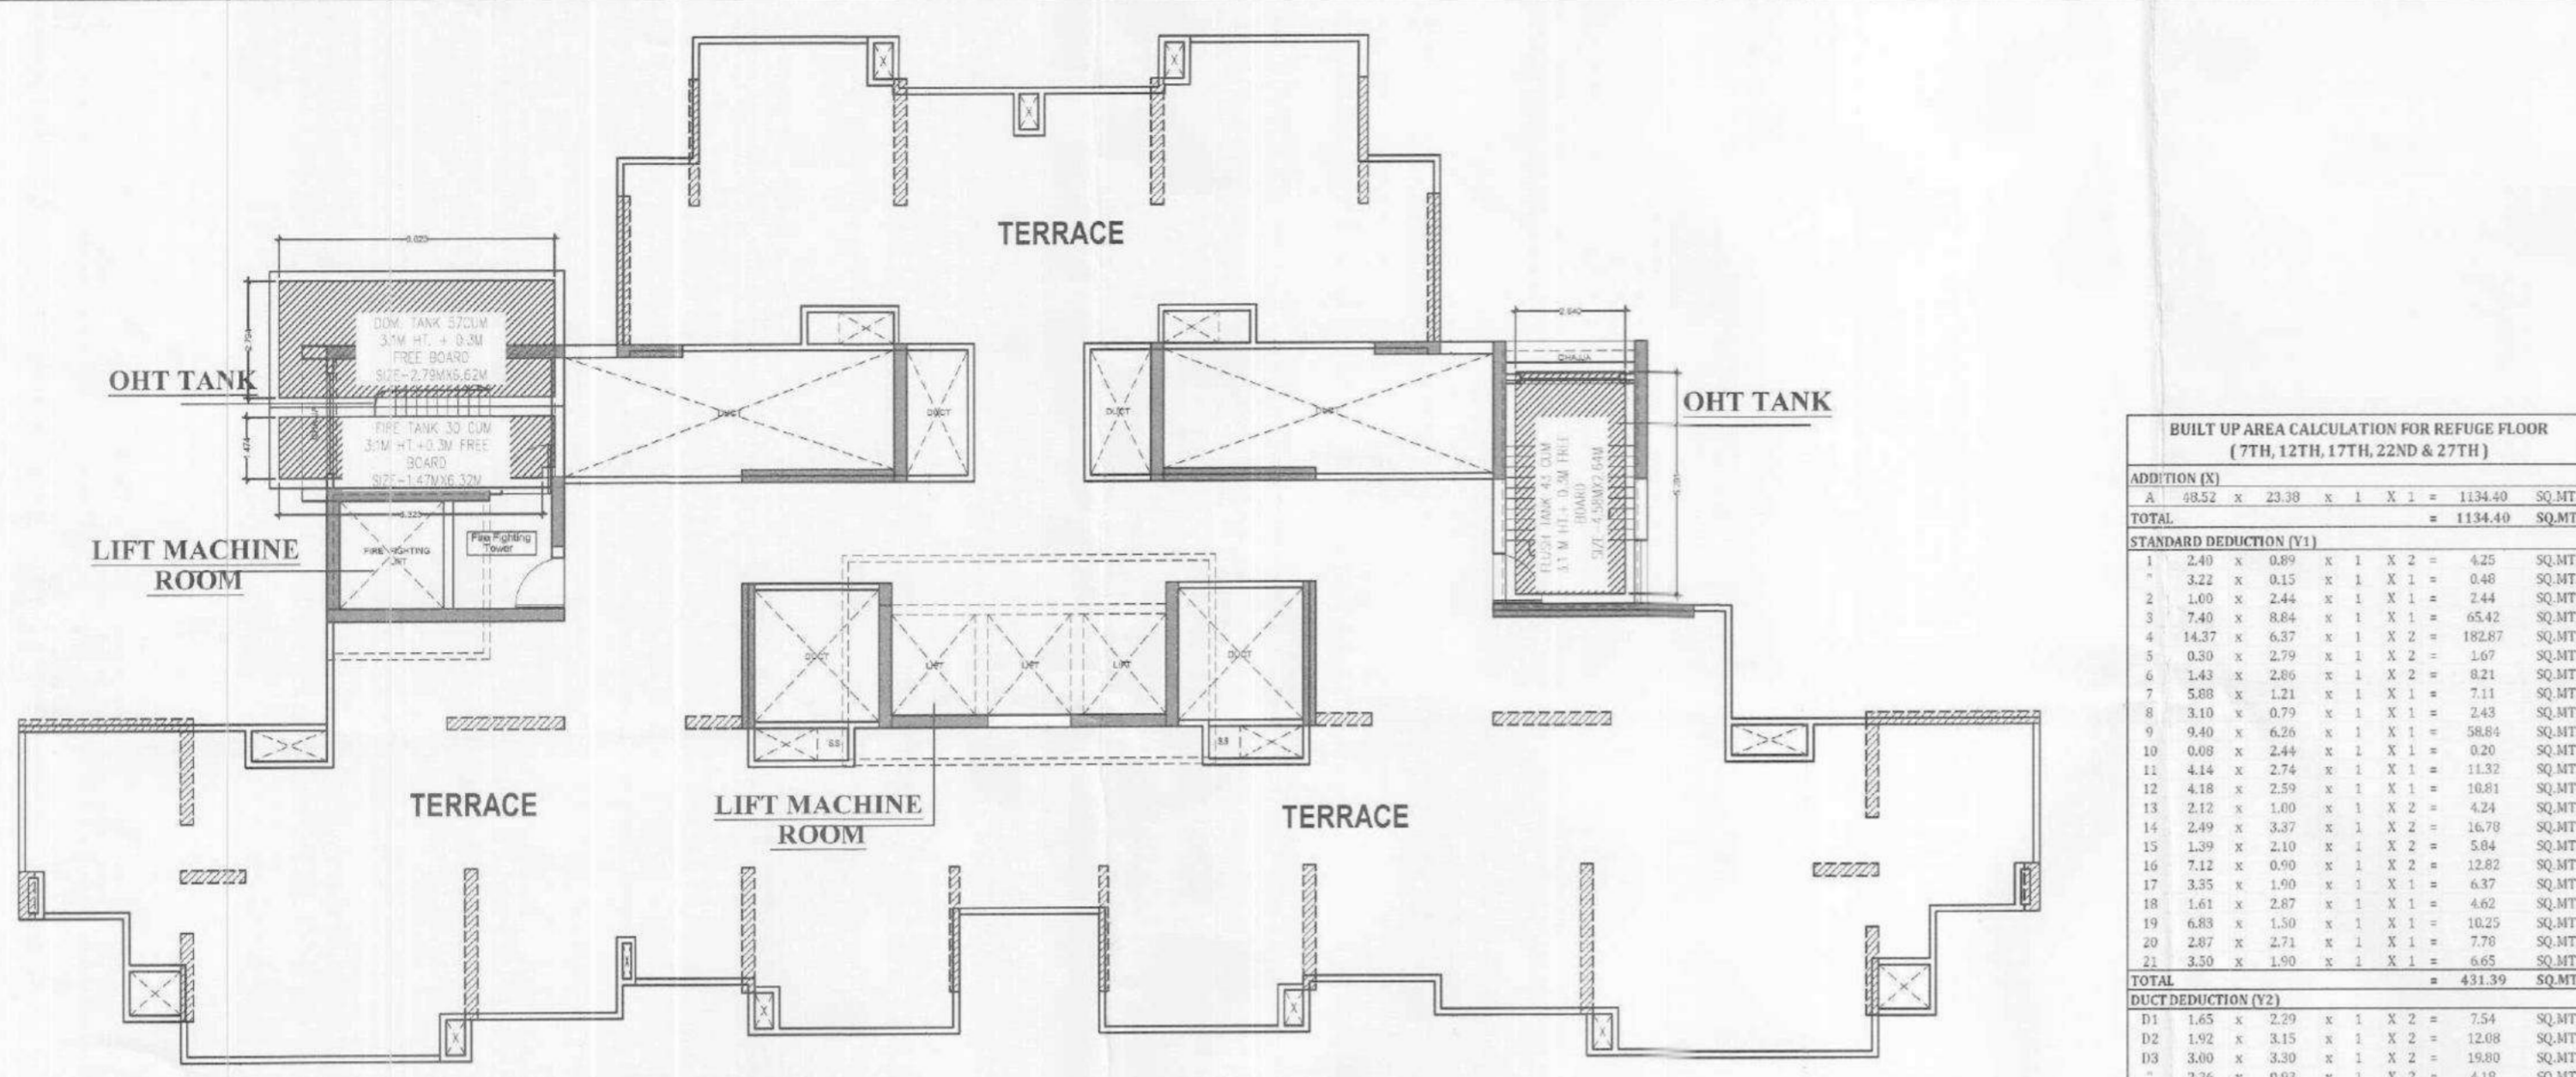 TERRACE
6.620
2.794
DOM. TANK 57CUM
3.1M HT. + 0.3M
FREE BOARD
SIZE-2.79MX6.62M
OHT TANK
FIRE TANK 30 CUM
3.1M HT.+0.3M FREE
BOARD
SIZE-1.47MX6.32M
1.474
6.320
LIFT MACHINE
ROOM
FIRE FIGHTING
LIFT
Fire Fighting
Tower
DUCT
DUCT
DUCT
DUCT
2.640
CHAJJA
OHT TANK
FLUSH TANK 43 CUM
3.1 M HT.+ 0.3M FREE
BOARD
SIZE-4.58MX2.64M
DUCT
LIFT
LIFT
LIFT
DUCT
TERRACE
LIFT MACHINE
ROOM
TERRACE
BUILT UP AREA CALCULATION FOR REFUGE FLOOR
( 7TH, 12TH, 17TH, 22ND & 27TH )
ADDITION (X)
A 48.52 x 23.38 x 1 X 1 = 1134.40 SQ.MT
TOTAL = 1134.40 SQ.MT
STANDARD DEDUCTION (Y1)
1 2.40 x 0.89 x 1 X 2 = 4.25 SQ.MT
" 3.22 x 0.15 x 1 X 1 = 0.48 SQ.MT
2 1.00 x 2.44 x 1 X 1 = 2.44 SQ.MT
3 7.40 x 8.84 x 1 X 1 = 65.42 SQ.MT
4 14.37 x 6.37 x 1 X 2 = 182.87 SQ.MT
5 0.30 x 2.79 x 1 X 2 = 1.67 SQ.MT
6 1.43 x 2.86 x 1 X 2 = 8.21 SQ.MT
7 5.88 x 1.21 x 1 X 1 = 7.11 SQ.MT
8 3.10 x 0.79 x 1 X 1 = 2.43 SQ.MT
9 9.40 x 6.26 x 1 X 1 = 58.84 SQ.MT
10 0.08 x 2.44 x 1 X 1 = 0.20 SQ.MT
11 4.14 x 2.74 x 1 X 1 = 11.32 SQ.MT
12 4.18 x 2.59 x 1 X 1 = 10.81 SQ.MT
13 2.12 x 1.00 x 1 X 2 = 4.24 SQ.MT
14 2.49 x 3.37 x 1 X 2 = 16.78 SQ.MT
15 1.39 x 2.10 x 1 X 2 = 5.84 SQ.MT
16 7.12 x 0.90 x 1 X 2 = 12.82 SQ.MT
17 3.35 x 1.90 x 1 X 1 = 6.37 SQ.MT
18 1.61 x 2.87 x 1 X 1 = 4.62 SQ.MT
19 6.83 x 1.50 x 1 X 1 = 10.25 SQ.MT
20 2.87 x 2.71 x 1 X 1 = 7.78 SQ.MT
21 3.50 x 1.90 x 1 X 1 = 6.65 SQ.MT
TOTAL = 431.39 SQ.MT
DUCT DEDUCTION (Y2)
D1 1.65 x 2.29 x 1 X 2 = 7.54 SQ.MT
D2 1.92 x 3.15 x 1 X 2 = 12.08 SQ.MT
D3 3.00 x 3.30 x 1 X 2 = 19.80 SQ.MT